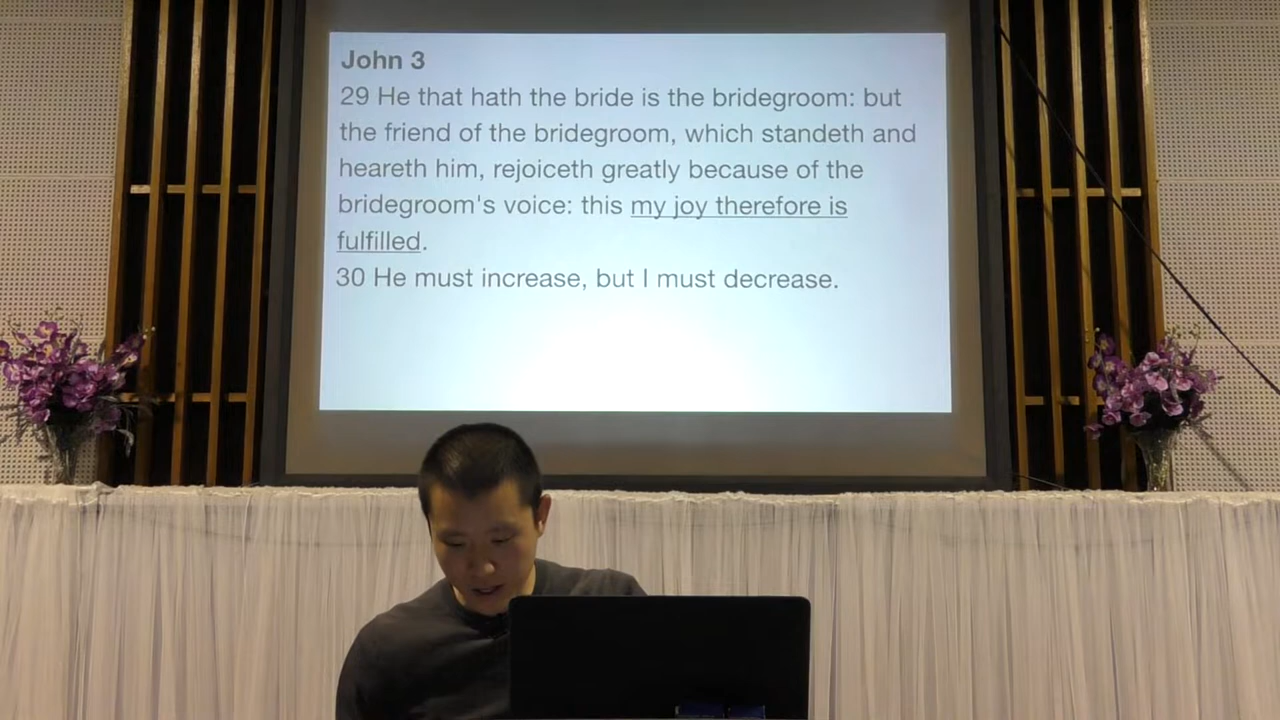 John 3
29 He that hath the bride is the bridegroom: but
the friend of the bridegroom, which standeth and
heareth him, rejoiceth greatly because of the
bridegroom's voice: this my joy therefore is
fulfilled.
30 He must increase, but I must decrease.